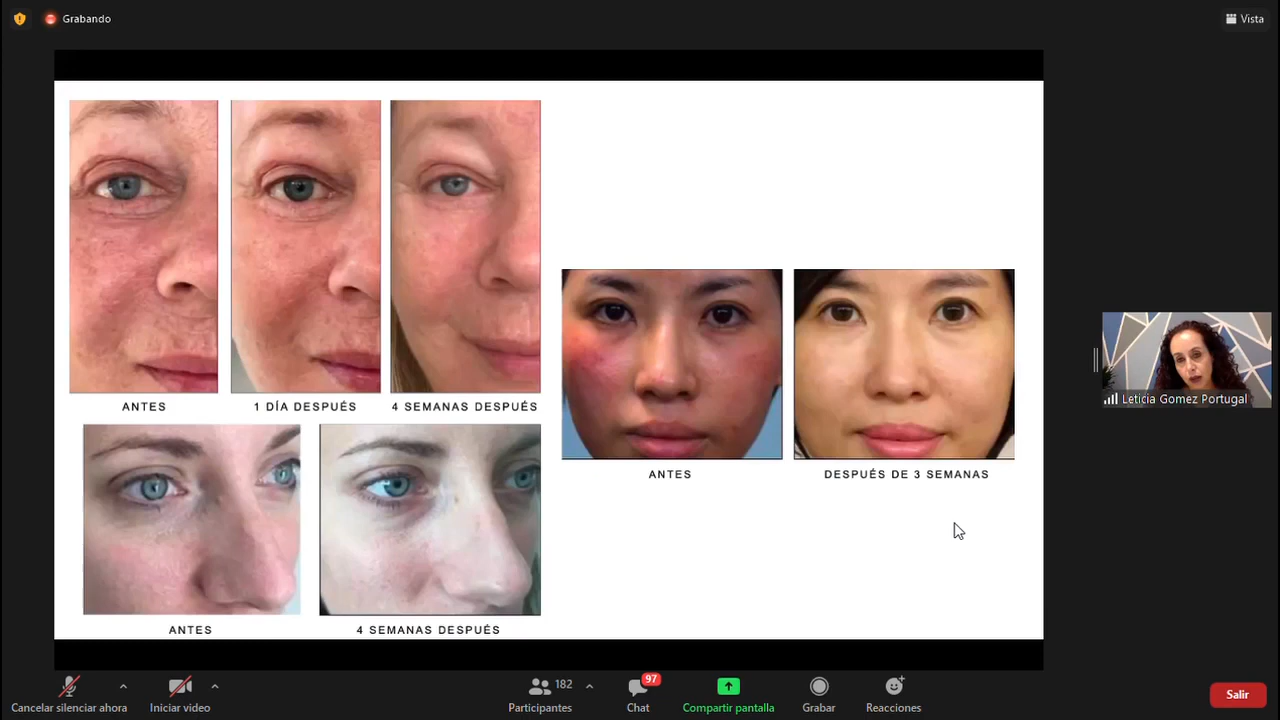 Grabando
Vista
ANTES
1 DÍA DESPUÉS
4 SEMANAS DESPUÉS
ANTES
DESPUÉS DE 3 SEMANAS
Leticia Gomez Portugal
ANTES
4 SEMANAS DESPUÉS
182
97
Cancelar silenciar ahora
Iniciar video
Participantes
Chat
Compartir pantalla
Grabar
Reacciones
Salir